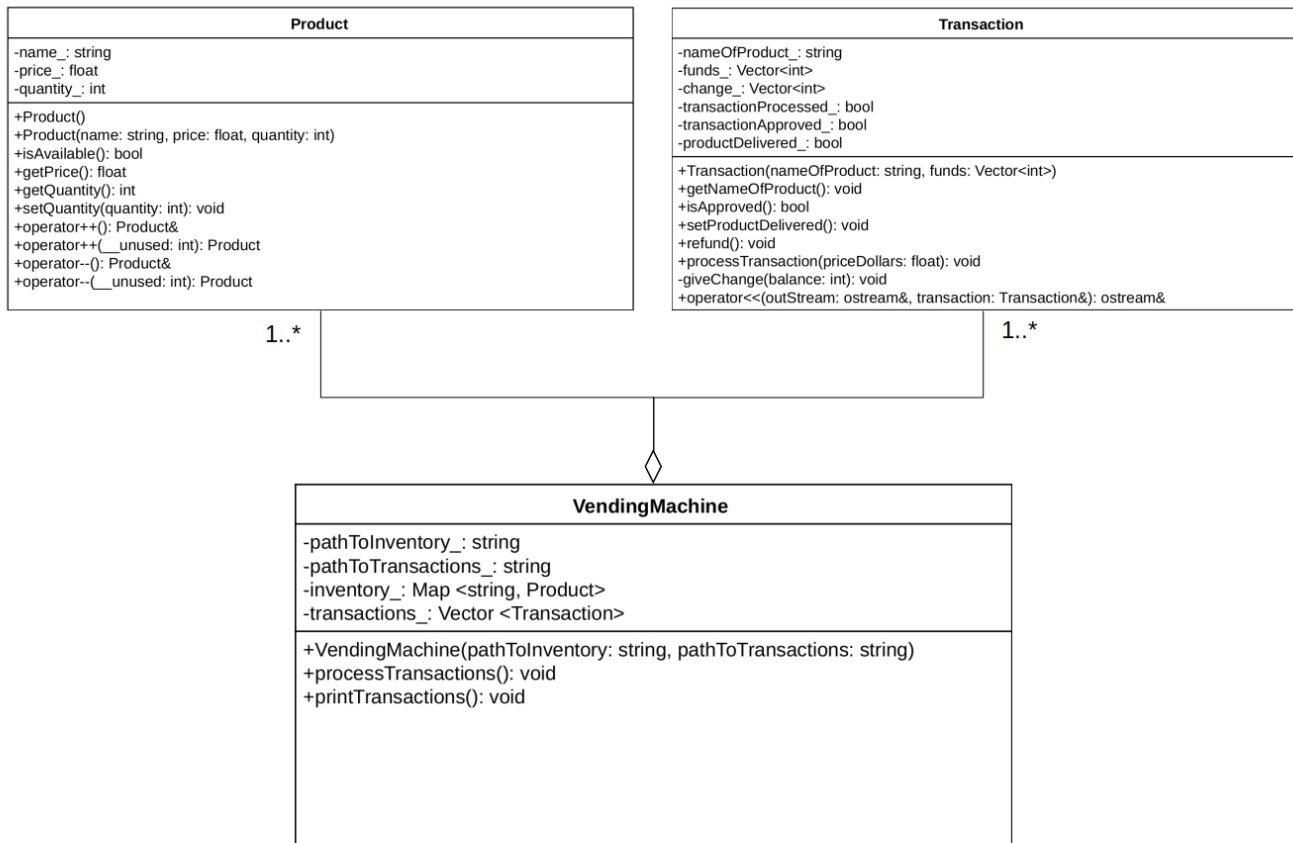 Product
-name_: string
-price_: float
-quantity_: int
+Product()
+Product(name: string, price: float, quantity: int)
+isAvailable(): bool
+getPrice(): float
+getQuantity(): int
+setQuantity(quantity: int): void
+operator++(): Product&
+operator++(__unused: int): Product
+operator--(): Product&
+operator--(__unused: int): Product
Transaction
-nameOfProduct_: string
-funds_: Vector<int>
-change_: Vector<int>
-transactionProcessed_: bool
-transactionApproved_: bool
-productDelivered_: bool
+Transaction(nameOfProduct: string, funds: Vector<int>)
+getNameOfProduct(): void
+isApproved(): bool
+setProductDelivered(): void
+refund(): void
+processTransaction(priceDollars: float): void
-giveChange(balance: int): void
+operator<<(outStream: ostream&, transaction: Transaction&): ostream&
1..*
1..*
VendingMachine
-pathToInventory_: string
-pathToTransactions_: string
-inventory_: Map <string, Product>
-transactions_: Vector <Transaction>
+VendingMachine(pathToInventory: string, pathToTransactions: string)
+processTransactions(): void
+printTransactions(): void